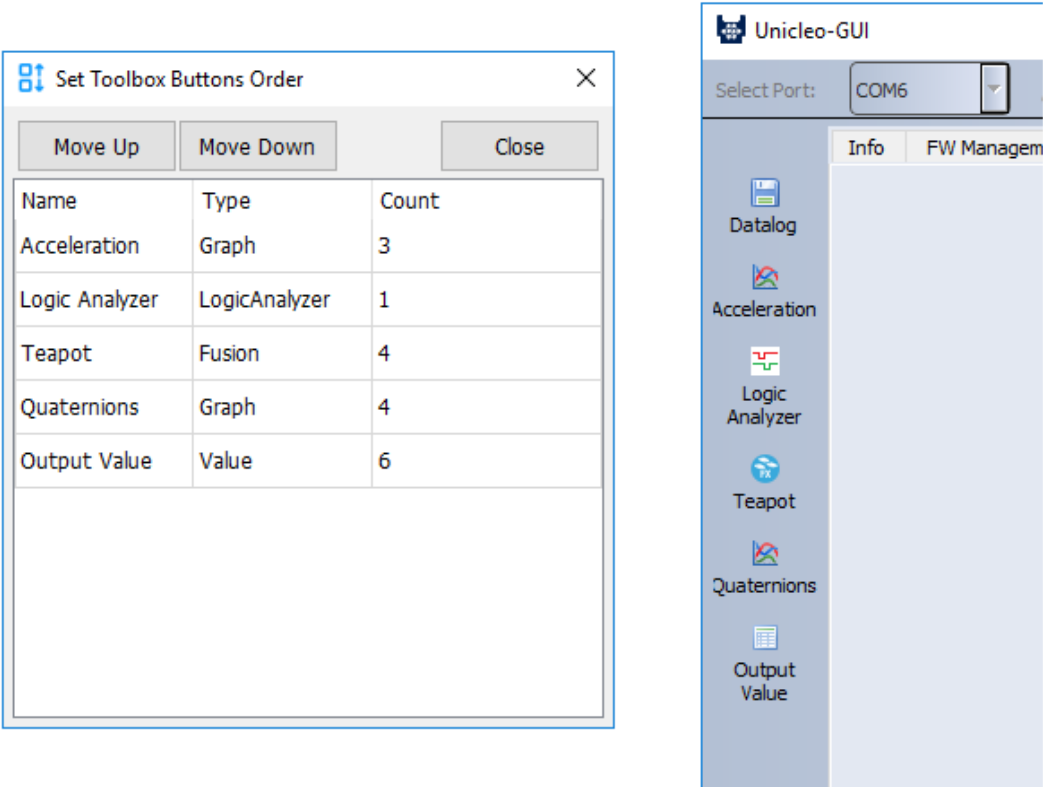 Set Toolbox Buttons Order
Move Up Move Down Close
Name Type Count
Acceleration Graph 3
Logic Analyzer LogicAnalyzer 1
Teapot Fusion 4
Quaternions Graph 4
Output Value Value 6
Unicleo-GUI
Select Port: COM6
Info FW Managem
Datalog
Acceleration
Logic
Analyzer
Teapot
Quaternions
Output
Value